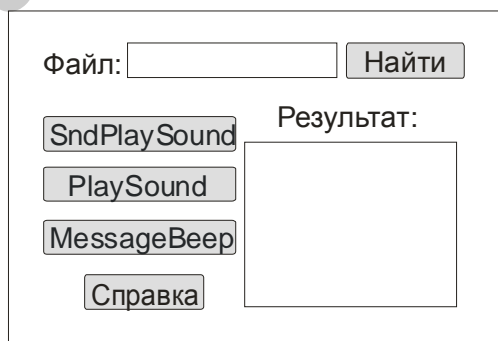 Файл:
Найти
Результат:
SndPlaySound
PlaySound
MessageBeep
Справка